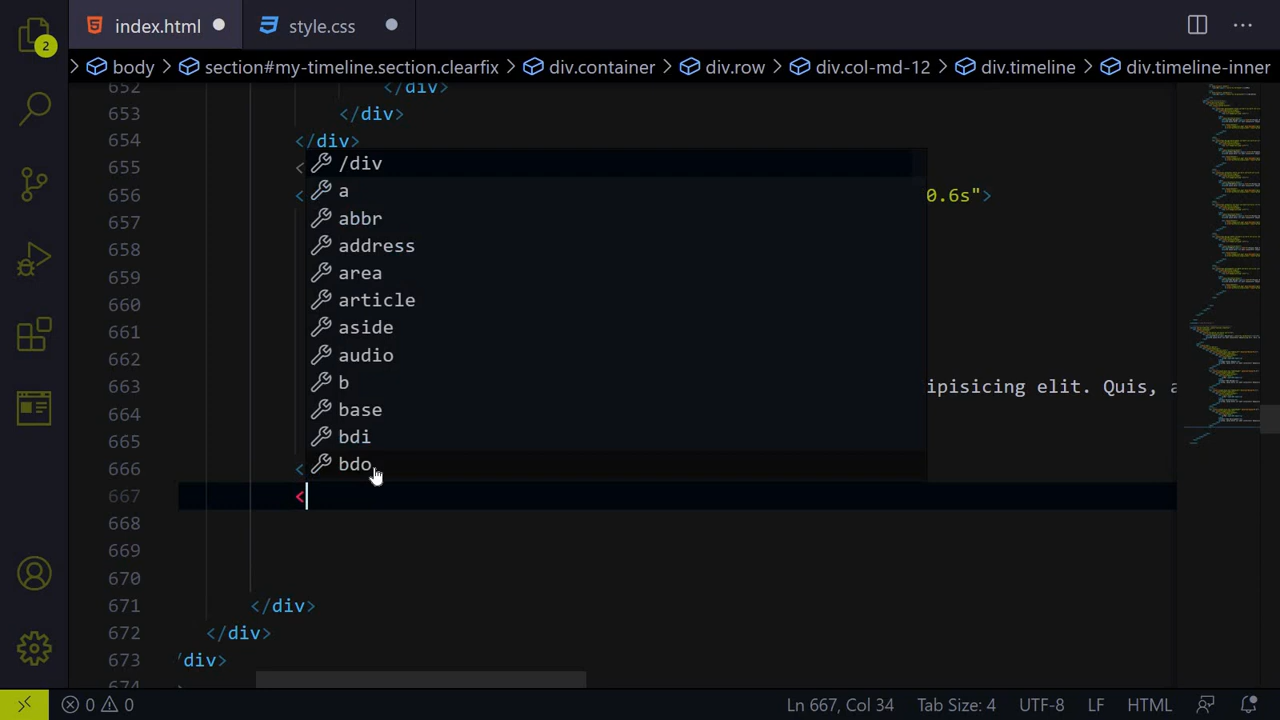 index.html
style.css
2
body
section#my-timeline.section.clearfix
div.container
div.row
div.col-md-12
div.timeline
div.timeline-inner
652 </div>
653 </div>
654 </div>
655 <
/div
656 < 0.6s">
a
657
abbr
658
address
659
area
660
article
661
aside
662
audio
663 ipisicing elit. Quis, a
b
664
base
665
bdi
666 <
bdo
667 <
668
669
670
671 </div>
672 </div>
673 /div>
674
0 0
Ln 667, Col 34
Tab Size: 4
UTF-8
LF
HTML